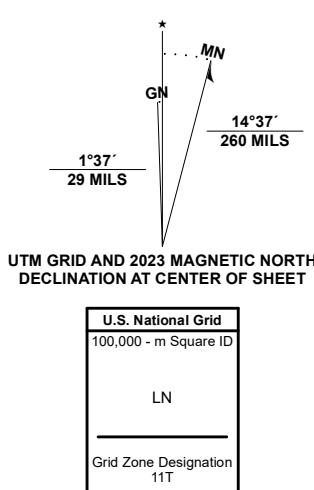 ★
MN
GN
1°37´
29 MILS
14°37´
260 MILS
UTM GRID AND 2023 MAGNETIC NORTH
DECLINATION AT CENTER OF SHEET
U.S. National Grid
100,000 - m Square ID
LN
Grid Zone Designation
11T